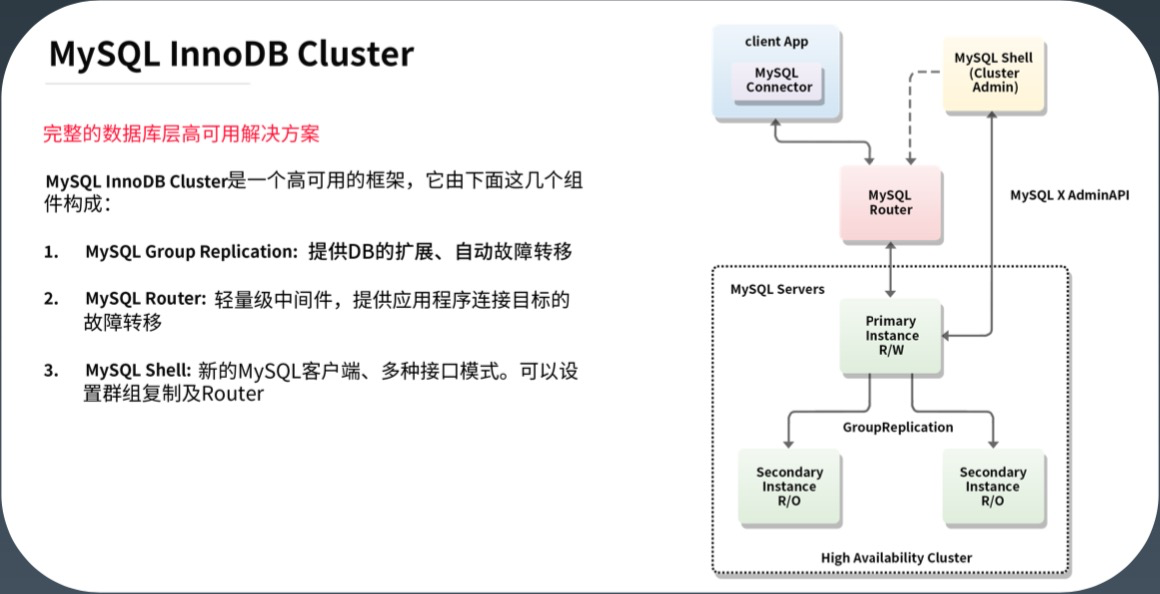 MySQL InnoDB Cluster
完整的数据库层高可用解决方案
MySQL InnoDB Cluster是一个高可用的框架，它由下面这几个组
件构成：
1. MySQL Group Replication: 提供DB的扩展、自动故障转移
2. MySQL Router: 轻量级中间件，提供应用程序连接目标的
故障转移
3. MySQL Shell: 新的MySQL客户端、多种接口模式。可以设
置群组复制及Router
client App
MySQL
Connector
MySQL Shell
(Cluster
Admin)
MySQL
Router
MySQL X AdminAPI
MySQL Servers
Primary
Instance
R/W
GroupReplication
Secondary
Instance
R/O
Secondary
Instance
R/O
High Availability Cluster